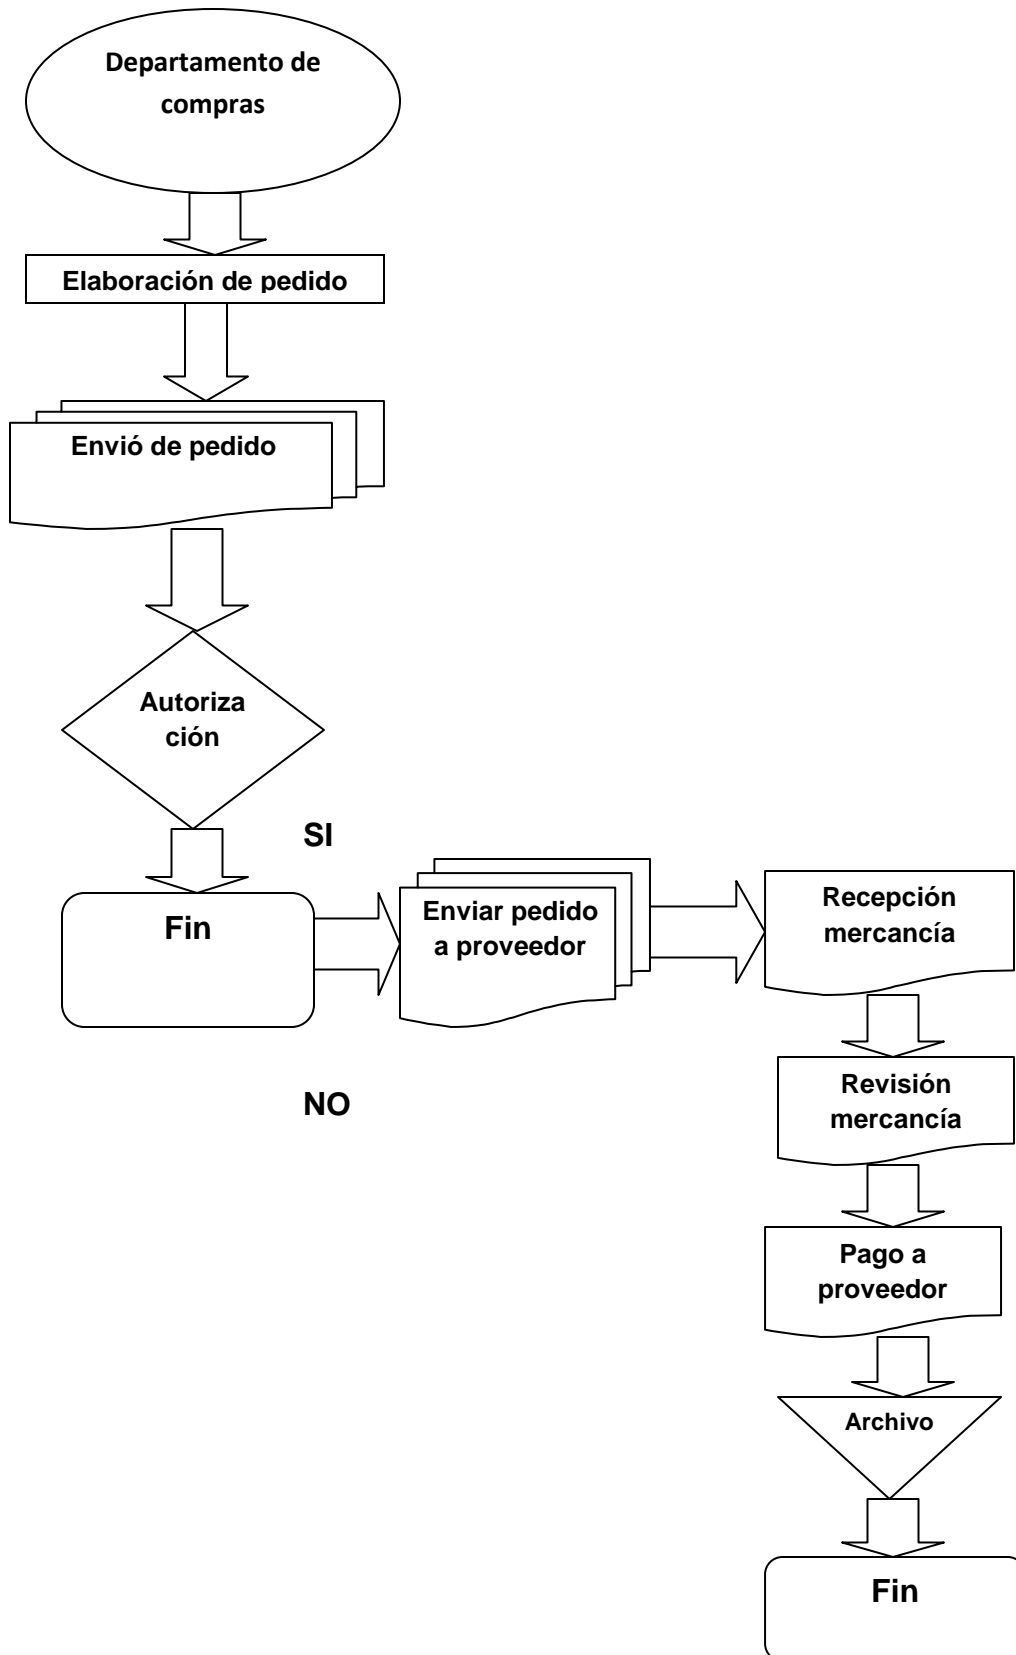 Departamento de
compras
Elaboración de pedido
Envió de pedido
Autoriza
ción
SI
Fin
Enviar pedido
a proveedor
Recepción
mercancía
NO
Revisión
mercancía
Pago a
proveedor
Archivo
Fin